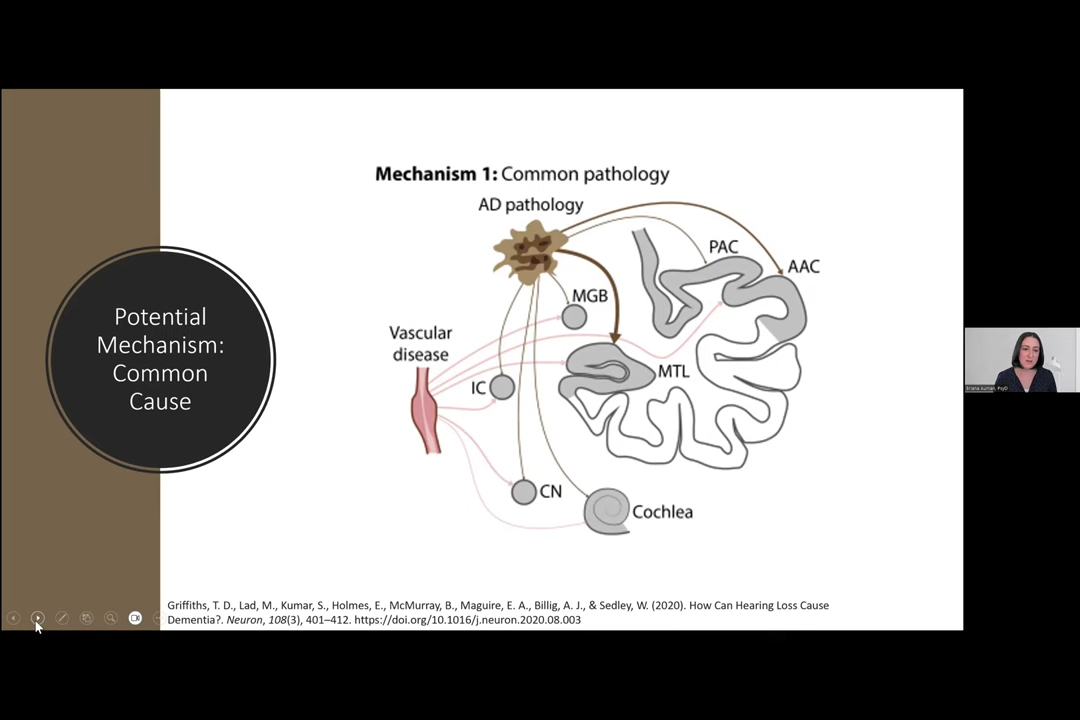 Potential
Mechanism:
Common
Cause
Mechanism 1: Common pathology
AD pathology
PAC
AAC
MGB
Vascular
disease
MTL
IC
CN
Cochlea
Griffiths, T. D., Lad, M., Kumar, S., Holmes, E., McMurray, B., Maguire, E. A., Billig, A. J., & Sedley, W. (2020). How Can Hearing Loss Cause
Dementia?. Neuron, 108(3), 401–412. https://doi.org/10.1016/j.neuron.2020.08.003
PsyD